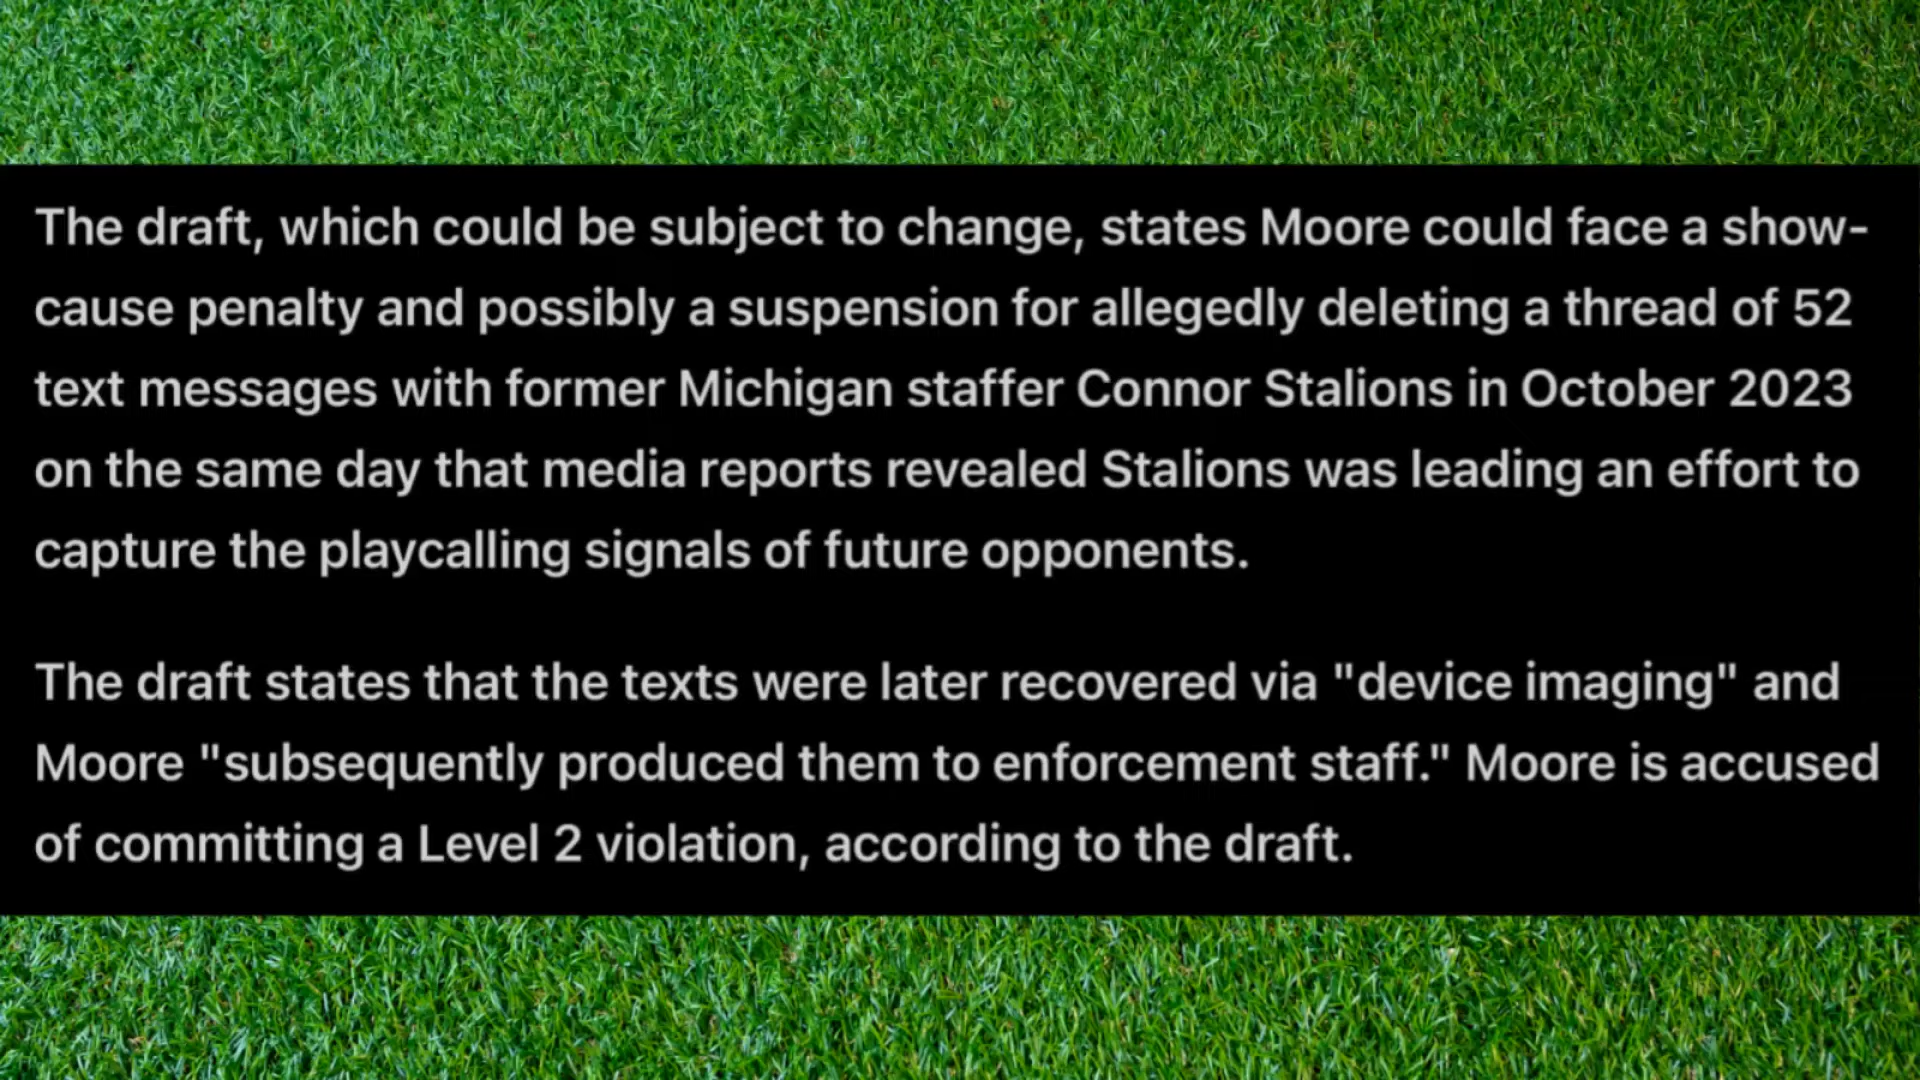 The draft, which could be subject to change, states Moore could face a show-
cause penalty and possibly a suspension for allegedly deleting a thread of 52
text messages with former Michigan staffer Connor Stalions in October 2023
on the same day that media reports revealed Stalions was leading an effort to
capture the playcalling signals of future opponents.
The draft states that the texts were later recovered via "device imaging" and
Moore "subsequently produced them to enforcement staff." Moore is accused
of committing a Level 2 violation, according to the draft.